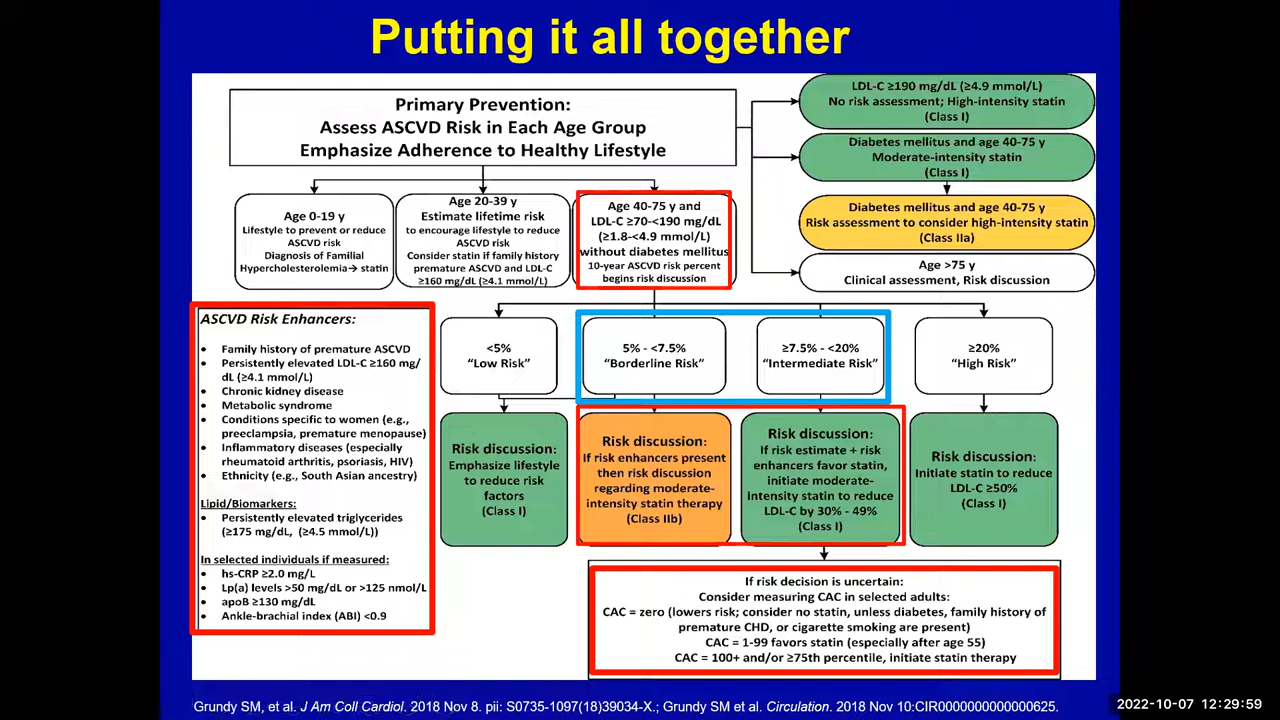 Putting it all together
Primary Prevention:
Assess ASCVD Risk in Each Age Group
Emphasize Adherence to Healthy Lifestyle
LDL-C ≥190 mg/dL (≥4.9 mmol/L)
No risk assessment; High-intensity statin
(Class I)
Diabetes mellitus and age 40-75 y
Moderate-intensity statin
(Class I)
Diabetes mellitus and age 40-75 y
Risk assessment to consider high-intensity statin
(Class IIa)
Age >75 y
Clinical assessment, Risk discussion
Age 0-19 y
Lifestyle to prevent or reduce
ASCVD risk
Diagnosis of Familial
Hypercholesterolemia→ statin
Age 20-39 y
Estimate lifetime risk
to encourage lifestyle to reduce
ASCVD risk
Consider statin if family history
premature ASCVD and LDL-C
≥160 mg/dL (≥4.1 mmol/L)
Age 40-75 y and
LDL-C ≥70-<190 mg/dL
(≥1.8-<4.9 mmol/L)
without diabetes mellitus
10-year ASCVD risk percent
begins risk discussion
<5%
“Low Risk”
5% - <7.5%
“Borderline Risk”
≥7.5% - <20%
“Intermediate Risk”
≥20%
“High Risk”
Risk discussion:
Emphasize lifestyle
to reduce risk
factors
(Class I)
Risk discussion:
If risk enhancers present
then risk discussion
regarding moderate-
intensity statin therapy
(Class IIb)
Risk discussion:
If risk estimate + risk
enhancers favor statin,
initiate moderate-
intensity statin to reduce
LDL-C by 30% - 49%
(Class I)
Risk discussion:
Initiate statin to reduce
LDL-C ≥50%
(Class I)
ASCVD Risk Enhancers:
• Family history of premature ASCVD
• Persistently elevated LDL-C ≥160 mg/
dL (≥4.1 mmol/L)
• Chronic kidney disease
• Metabolic syndrome
• Conditions specific to women (e.g.,
preeclampsia, premature menopause)
• Inflammatory diseases (especially
rheumatoid arthritis, psoriasis, HIV)
• Ethnicity (e.g., South Asian ancestry)
Lipid/Biomarkers:
• Persistently elevated triglycerides
(≥175 mg/dL, (≥4.5 mmol/L))
In selected individuals if measured:
• hs-CRP ≥2.0 mg/L
• Lp(a) levels >50 mg/dL or >125 nmol/L
• apoB ≥130 mg/dL
• Ankle-brachial index (ABI) <0.9
If risk decision is uncertain:
Consider measuring CAC in selected adults:
CAC = zero (lowers risk; consider no statin, unless diabetes, family history of
premature CHD, or cigarette smoking are present)
CAC = 1-99 favors statin (especially after age 55)
CAC = 100+ and/or ≥75th percentile, initiate statin therapy
Grundy SM, et al. J Am Coll Cardiol. 2018 Nov 8. pii: S0735-1097(18)39034-X.; Grundy SM et al. Circulation. 2018 Nov 10:CIR0000000000000625.
2022-10-07 12:29:59